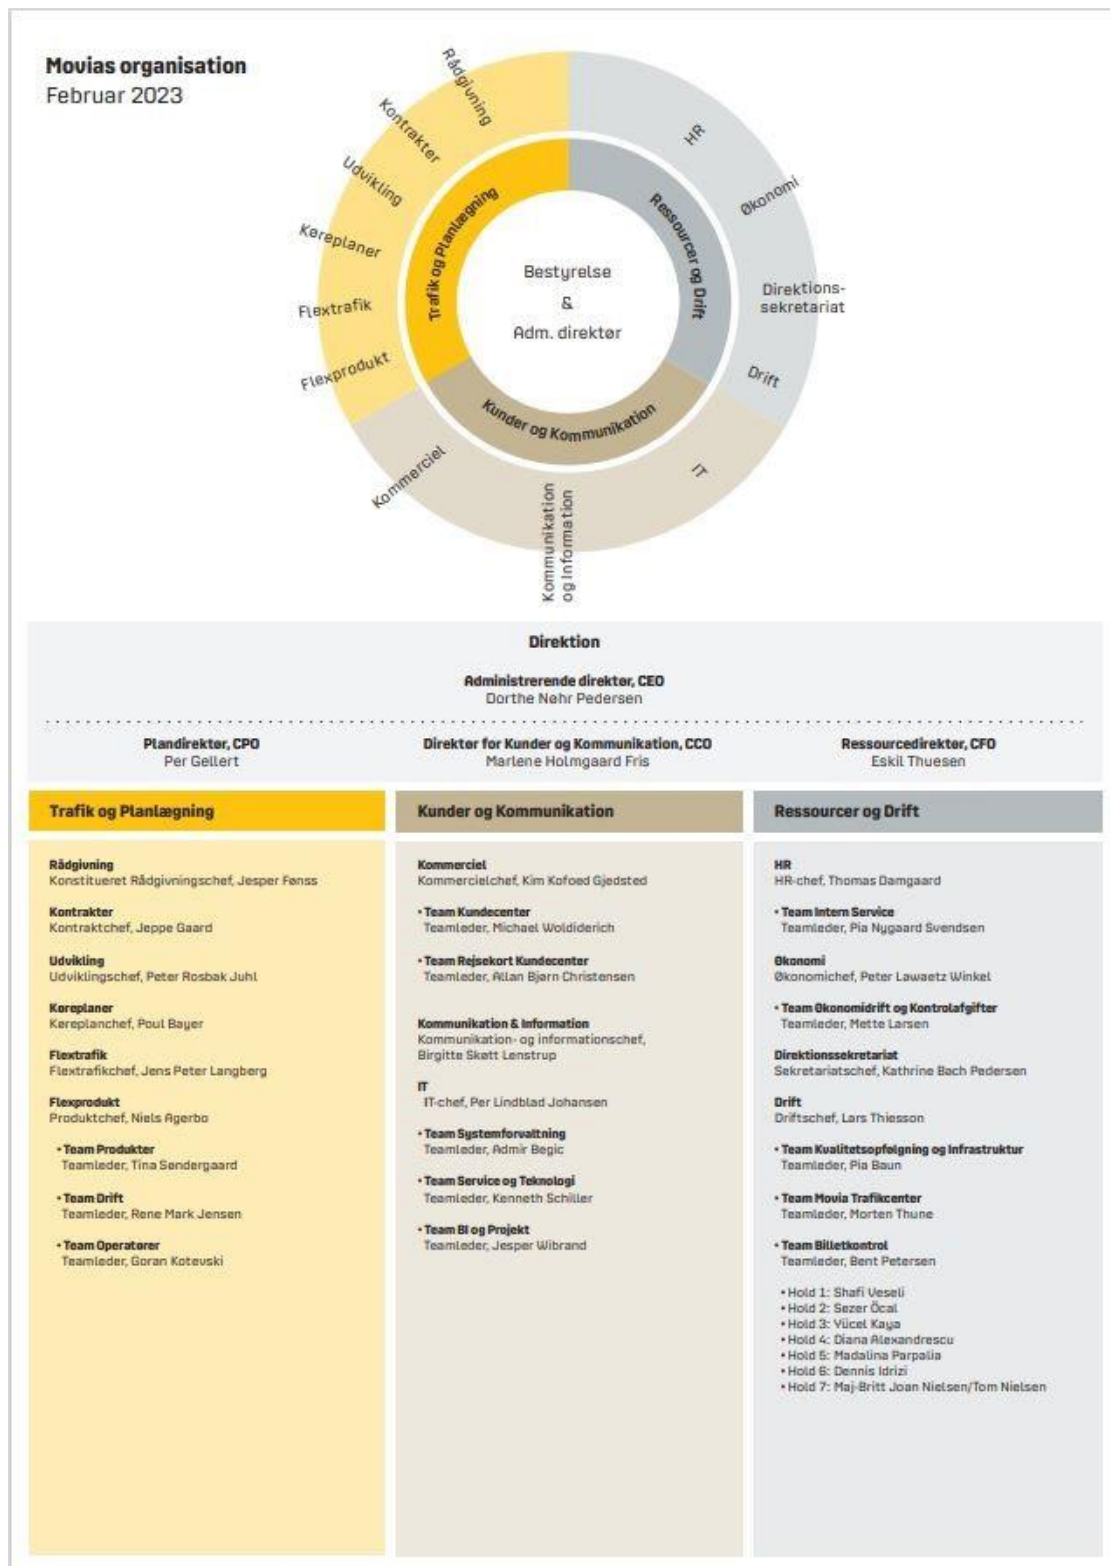 Movias organisation
Februar 2023
Rådgivning
Kontrakter
Udvikling
Køreplaner
Flextrafik
Flexprodukt
HR
Økonomi
Direktions-
sekretariat
Drift
Kommerciel
Kommunikation
og Information
IT
Trafik og Planlægning
Ressourcer og Drift
Kunder og Kommunikation
Bestyrelse
&
Adm. direktør
Direktion
Administrerende direktør, CEO
Dorthe Nøhr Pedersen
Plandirektør, CPO
Per Gellert
Direktør for Kunder og Kommunikation, CCO
Marlene Holmgaard Fris
Ressourcedirektør, CFO
Eskil Thuesen
Trafik og Planlægning
Rådgivning
Konstitueret Rådgivningschef, Jesper Fønss
Kontrakter
Kontraktchef, Jeppe Gaard
Udvikling
Udviklingschef, Peter Rosbak Juhl
Køreplaner
Køreplanchef, Poul Bayer
Flextrafik
Flextrafikchef, Jens Peter Langberg
Flexprodukt
Produktchef, Niels Agerbo
• Team Produkter
Teamleder, Tina Søndergaard
• Team Drift
Teamleder, Rene Mark Jensen
• Team Operatører
Teamleder, Goran Kotevski
Kunder og Kommunikation
Kommerciel
Kommercielchef, Kim Kofoed Gjedsted
• Team Kundecenter
Teamleder, Michael Woldiderich
• Team Rejsekort Kundecenter
Teamleder, Allan Bjørn Christensen
Kommunikation & Information
Kommunikation- og informationschef,
Birgitte Skøtt Lenstrup
IT
IT-chef, Per Lindblad Johansen
• Team Systemforvaltning
Teamleder, Admir Begic
• Team Service og Teknologi
Teamleder, Kenneth Schiller
• Team BI og Projekt
Teamleder, Jesper Wibrand
Ressourcer og Drift
HR
HR-chef, Thomas Damgaard
• Team Intern Service
Teamleder, Pia Nygaard Svendsen
Økonomi
Økonomichef, Peter Lawaetz Winkel
• Team Økonomidrift og Kontrolafgifter
Teamleder, Mette Larsen
Direktionssekretariat
Sekretariatschef, Kathrine Bach Pedersen
Drift
Driftschef, Lars Thiesson
• Team Kvalitetsopfølgning og Infrastruktur
Teamleder, Pia Baun
• Team Movia Trafikcenter
Teamleder, Morten Thune
• Team Billetkontrol
Teamleder, Bent Petersen
• Hold 1: Shafi Veseli
• Hold 2: Sezer Öcal
• Hold 3: Yücel Kaya
• Hold 4: Diana Alexandrescu
• Hold 5: Madalina Parpalia
• Hold 6: Dennis Idrizi
• Hold 7: Maj-Britt Joan Nielsen/Tom Nielsen